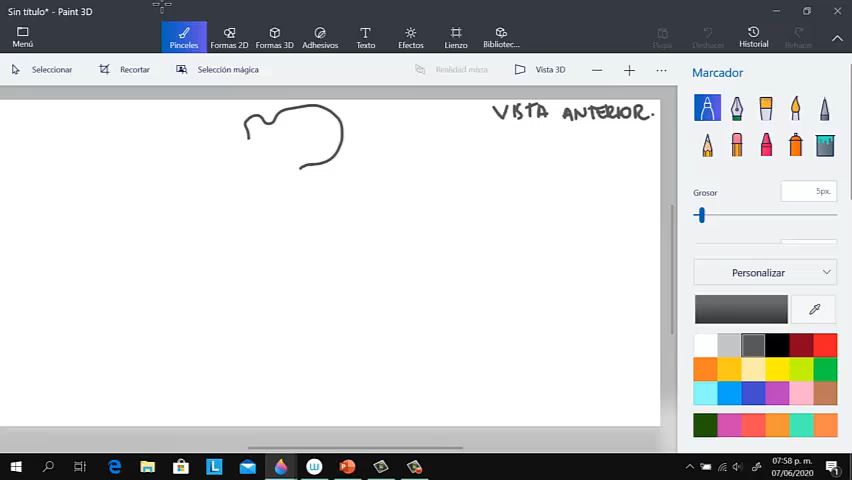 Sin título* - Paint 3D
Menú
Pinceles
Formas 2D
Formas 3D
Adhesivos
Texto
Efectos
Lienzo
Bibliotec...
Pegar
Deshacer
Historial
Rehacer
Seleccionar
Recortar
Selección mágica
Realidad mixta
Vista 3D
Marcador
VISTA ANTERIOR.
Grosor
5px.
Personalizar
07:58 p. m.
07/06/2020